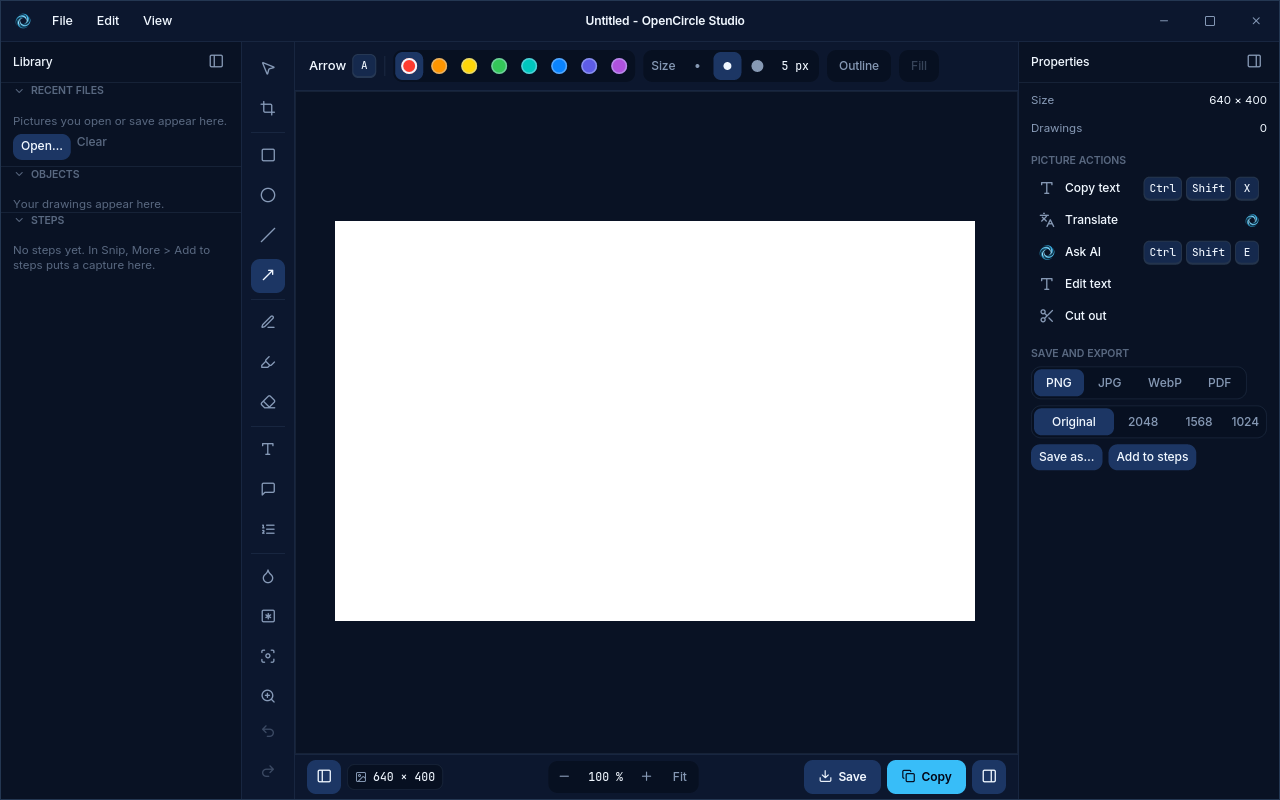 File Edit View Untitled - OpenCircle Studio
Library
RECENT FILES
Pictures you open or save appear here.
Open... Clear
OBJECTS
Your drawings appear here.
STEPS
No steps yet. In Snip, More > Add to
steps puts a capture here.
Arrow A Size 5 px Outline Fill
Properties
Size 640 × 400
Drawings 0
PICTURE ACTIONS
Copy text Ctrl Shift X
Translate
Ask AI Ctrl Shift E
Edit text
Cut out
SAVE AND EXPORT
PNG JPG WebP PDF
Original 2048 1568 1024
Save as... Add to steps
640 × 400 100 % Fit Save Copy